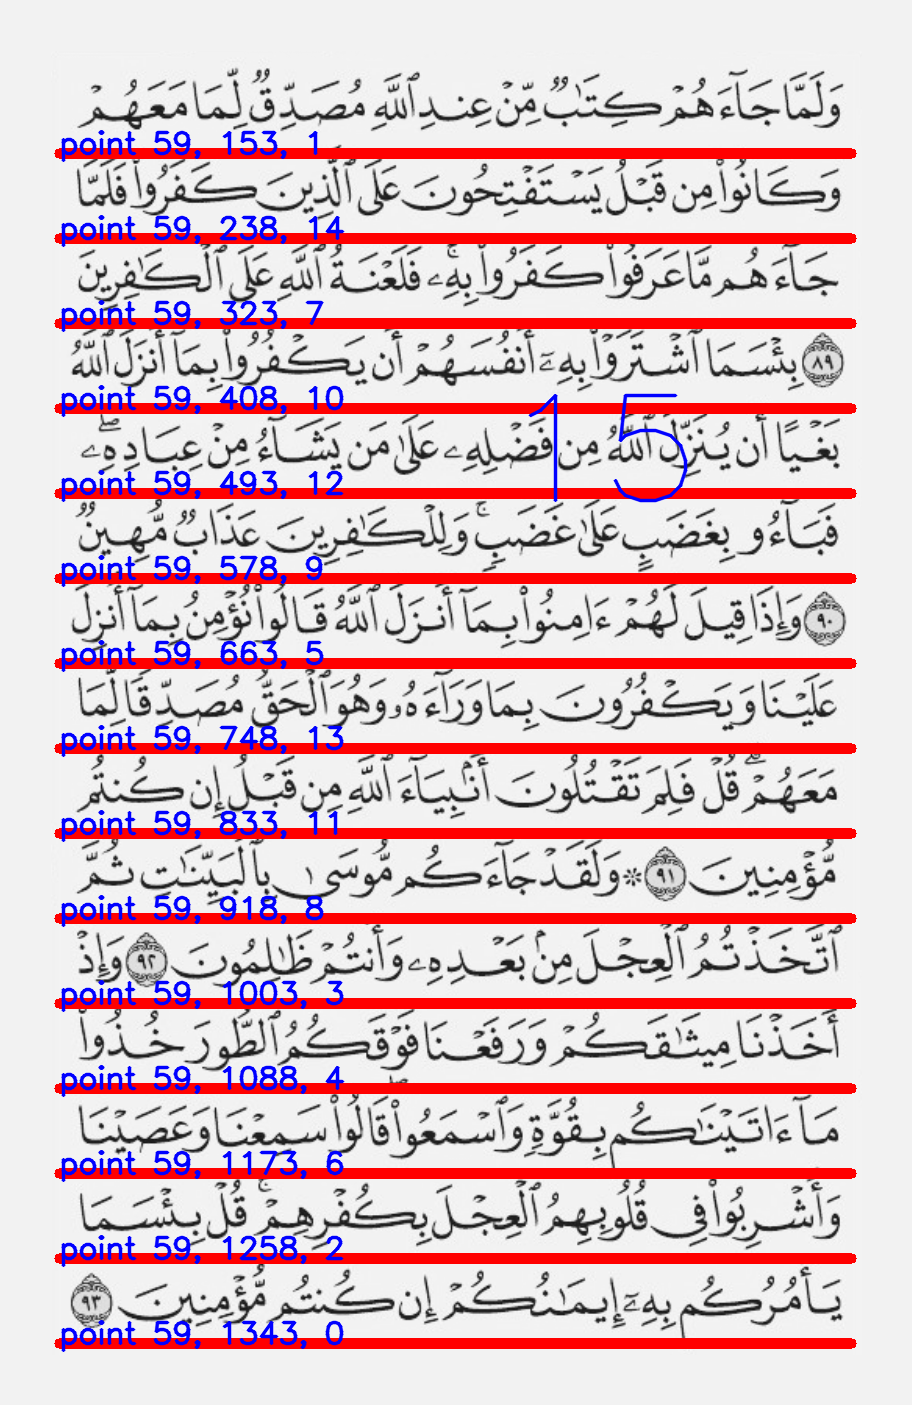 وَلَمَّا جَآءَهُمْ كِتَٰبٌ مِّنْ عِندِ ٱللَّهِ مُصَدِّقٌ لِّمَا مَعَهُمْ
point 59, 153, 1
وَكَانُوا۟ مِن قَبْلُ يَسْتَفْتِحُونَ عَلَى ٱلَّذِينَ كَفَرُوا۟ فَلَمَّا
point 59, 238, 14
جَآءَهُم مَّا عَرَفُوا۟ كَفَرُوا۟ بِهِۦ ۚ فَلَعْنَةُ ٱللَّهِ عَلَى ٱلْكَٰفِرِينَ
point 59, 323, 7
٨٩ بِئْسَمَا ٱشْتَرَوْا۟ بِهِۦٓ أَنفُسَهُمْ أَن يَكْفُرُوا۟ بِمَآ أَنزَلَ ٱللَّهُ
point 59, 408, 10
15
بَغْيًا أَن يُنَزِّلَ ٱللَّهُ مِن فَضْلِهِۦ عَلَىٰ مَن يَشَآءُ مِنْ عِبَادِهِۦ ۖ
point 59, 493, 12
فَبَآءُو بِغَضَبٍ عَلَىٰ غَضَبٍ ۚ وَلِلْكَٰفِرِينَ عَذَابٌ مُّهِينٌ
point 59, 578, 9
٩٠ وَإِذَا قِيلَ لَهُمْ ءَامِنُوا۟ بِمَآ أَنزَلَ ٱللَّهُ قَالُوا۟ نُؤْمِنُ بِمَآ أُنزِلَ
point 59, 663, 5
عَلَيْنَا وَيَكْفُرُونَ بِمَا وَرَآءَهُۥ وَهُوَ ٱلْحَقُّ مُصَدِّقًا لِّمَا
point 59, 748, 13
مَعَهُمْ ۗ قُلْ فَلِمَ تَقْتُلُونَ أَنۢبِيَآءَ ٱللَّهِ مِن قَبْلُ إِن كُنتُم
point 59, 833, 11
مُّؤْمِنِينَ ٩١ ۞ وَلَقَدْ جَآءَكُم مُّوسَىٰ بِٱلْبَيِّنَٰتِ ثُمَّ
point 59, 918, 8
ٱتَّخَذْتُمُ ٱلْعِجْلَ مِنۢ بَعْدِهِۦ وَأَنتُمْ ظَٰلِمُونَ ٩٢ وَإِذْ
point 59, 1003, 3
أَخَذْنَا مِيثَٰقَكُمْ وَرَفَعْنَا فَوْقَكُمُ ٱلطُّورَ خُذُوا۟
point 59, 1088, 4
مَآ ءَاتَيْنَٰكُم بِقُوَّةٍ وَٱسْمَعُوا۟ ۖ قَالُوا۟ سَمِعْنَا وَعَصَيْنَا
point 59, 1173, 6
وَأُشْرِبُوا۟ فِى قُلُوبِهِمُ ٱلْعِجْلَ بِكُفْرِهِمْ ۚ قُلْ بِئْسَمَا
point 59, 1258, 2
يَأْمُرُكُم بِهِۦٓ إِيمَٰنُكُمْ إِن كُنتُم مُّؤْمِنِينَ ٩٣
point 59, 1343, 0